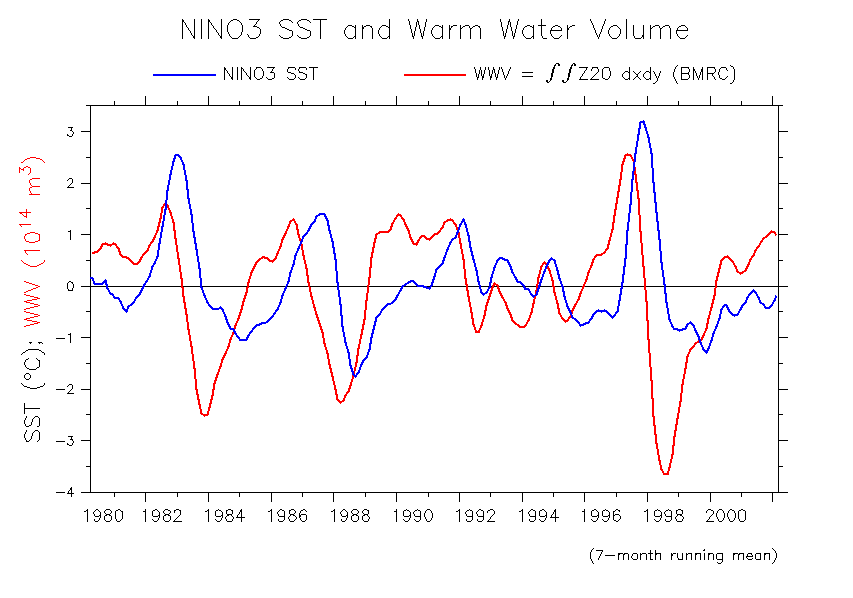 NINO3 SST and Warm Water Volume
NINO3 SST
WWV = ∫∫Z20 dxdy (BMRC)
SST (°C); WWV (10¹⁴ m³)
3
2
1
0
−1
−2
−3
−4
1980 1982 1984 1986 1988 1990 1992 1994 1996 1998 2000
(7−month running mean)